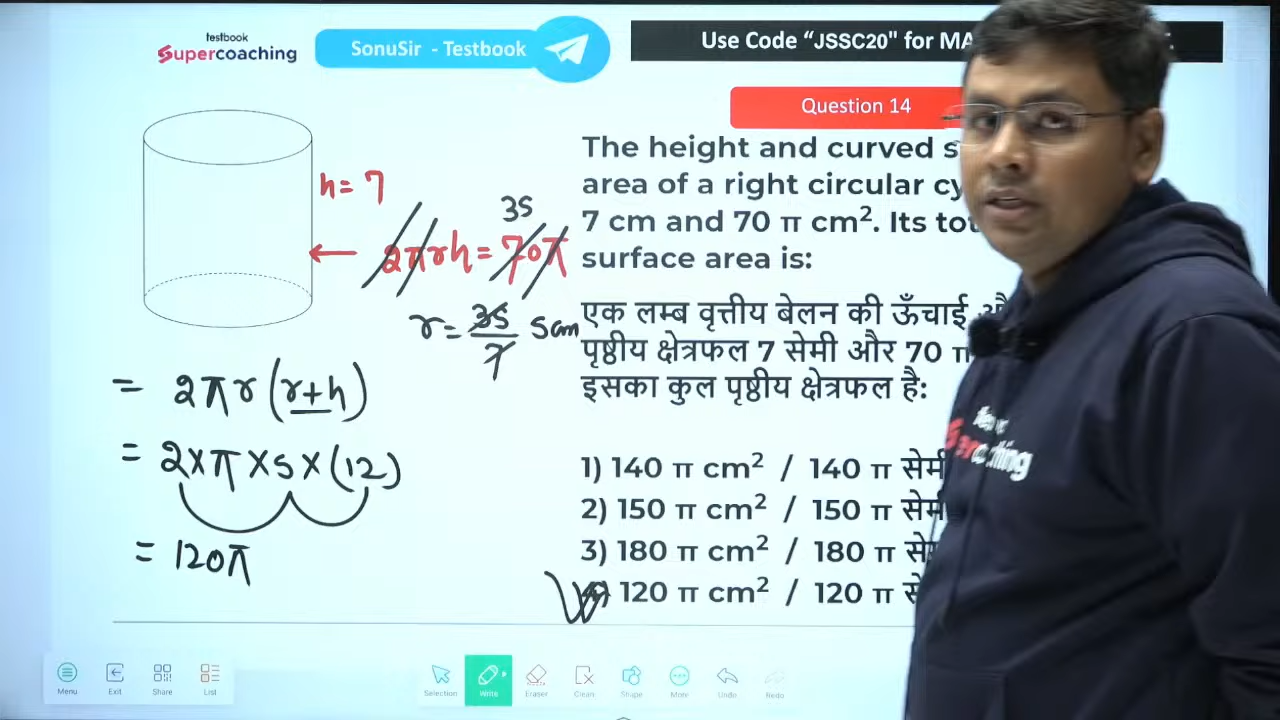 testbook
Supercoaching
SonuSir - Testbook
Use Code “JSSC20" for
Question 14
The height and curved
area of a right circular
7 cm and 70 π cm². Its
surface area is:
एक लम्ब वृत्तीय बेलन की ऊँचाई
पृष्ठीय क्षेत्रफल 7 सेमी और 70 π
इसका कुल पृष्ठीय क्षेत्रफल है:
1) 140 π cm² / 140 π सेमी
2) 150 π cm² / 150 π सेमी
3) 180 π cm² / 180 π
4) 120 π cm² / 120 π
h = 7
35
2πrh = 70π
r = 35/7 5cm
= 2πr(r+h)
= 2×π×5×(12)
= 120π
Menu
Exit
Share
List
Selection
Write
Eraser
Clean
Shape
More
Undo
Redo